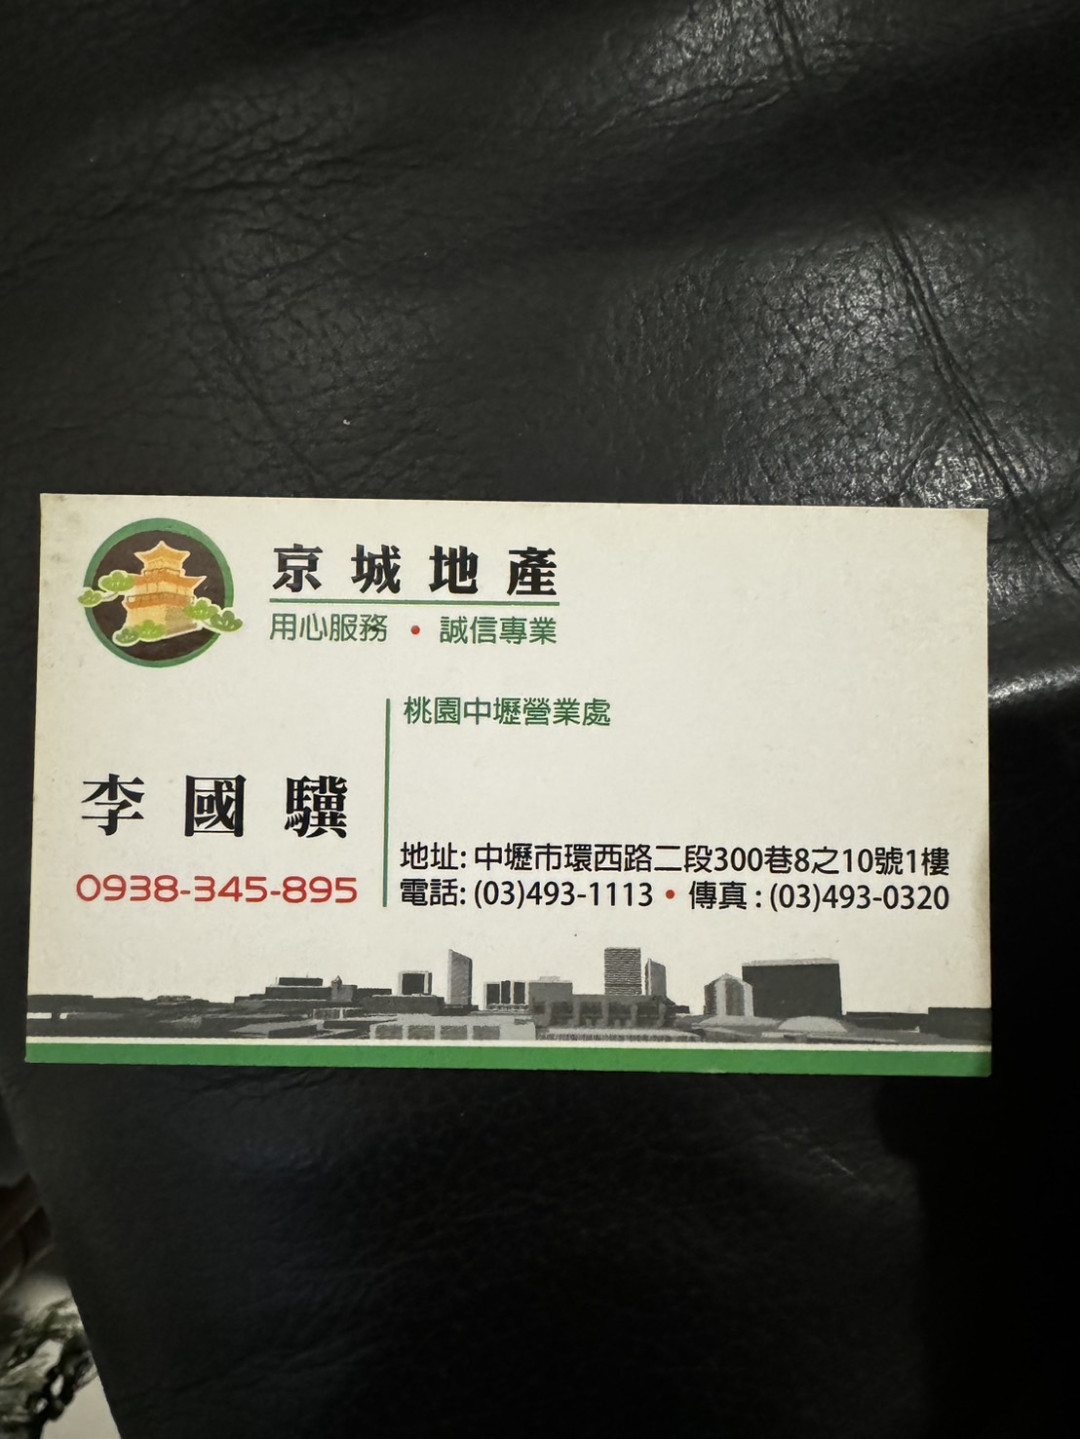 京城地產
用心服務 • 誠信專業
桃園中壢營業處
李國驥
0938-345-895
地址: 中壢市環西路二段300巷8之10號1樓
電話: (03)493-1113 • 傳真 : (03)493-0320